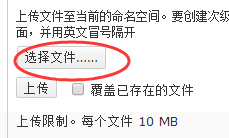 上传文件至当前的命名空间。要创建次级
面，并用英文冒号隔开
选择文件......
上传 覆盖已存在的文件
上传限制。每个文件 10 MB